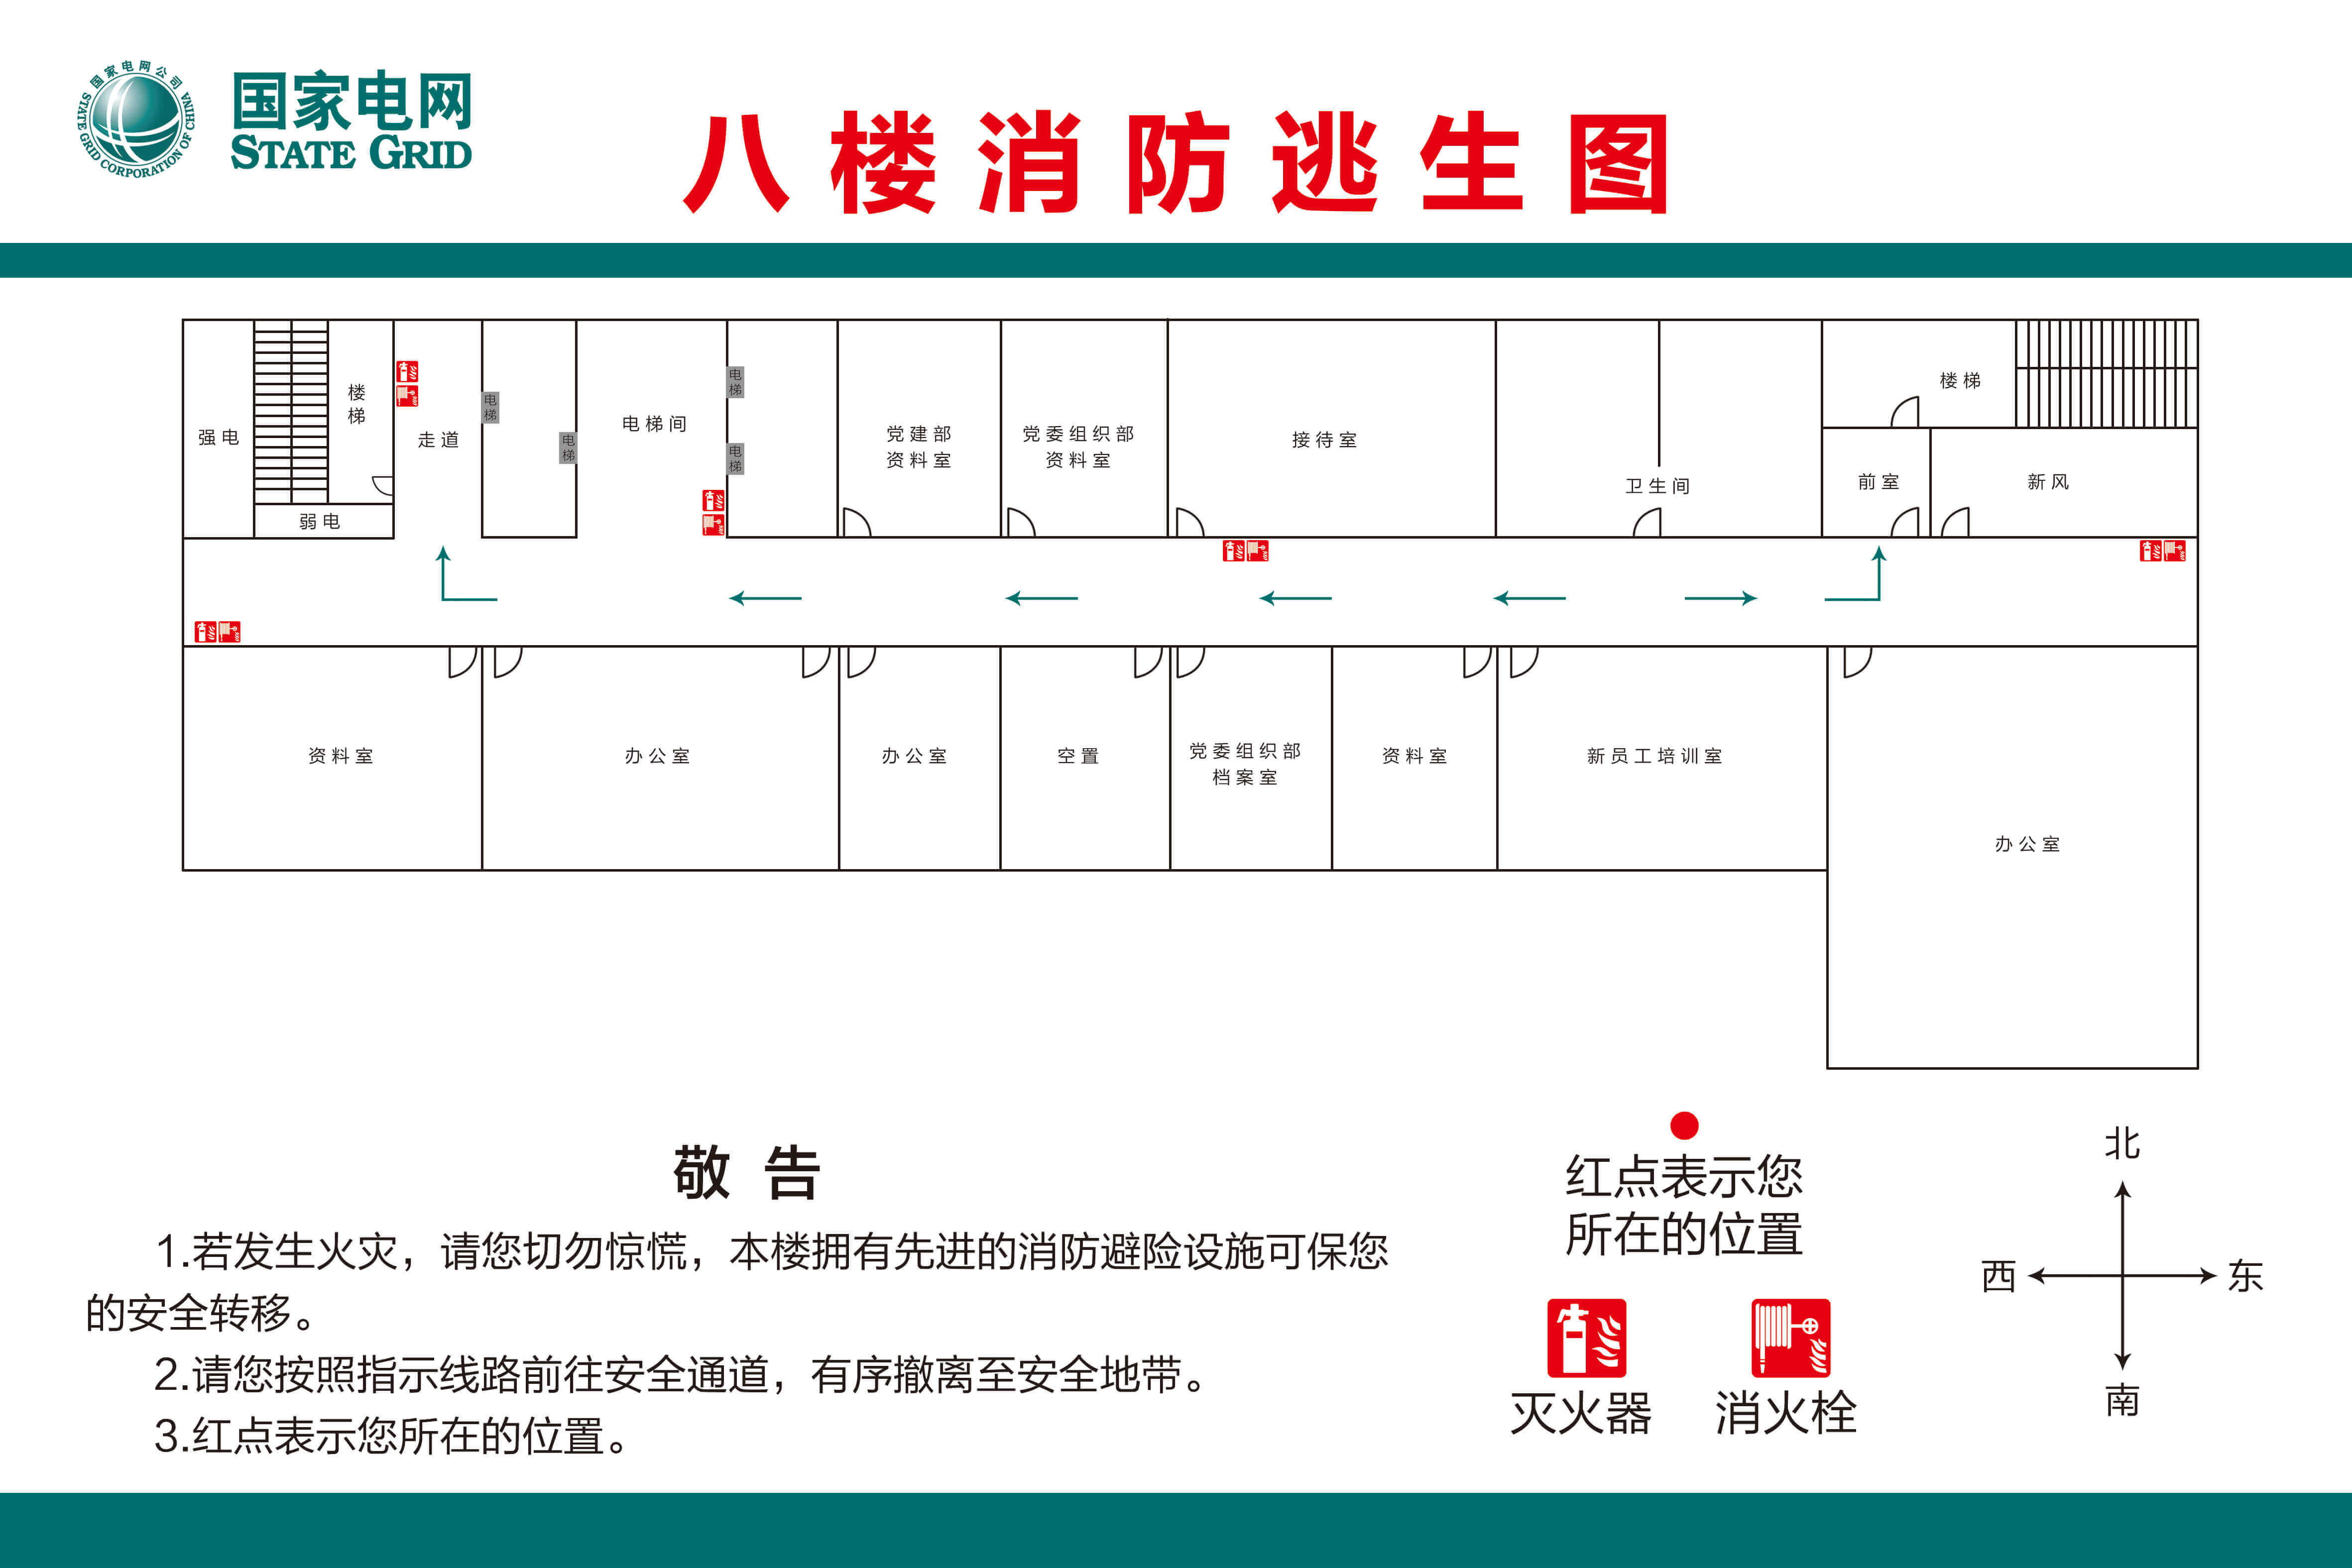 国家电网公司
STATE GRID CORPORATION OF CHINA
国家电网
STATE GRID
八楼消防逃生图
强电
楼
梯
弱电
走道
电
梯
电
梯
电梯间
电
梯
电
梯
党建部
资料室
党委组织部
资料室
接待室
卫生间
楼梯
前室
新风
资料室
办公室
办公室
空置
党委组织部
档案室
资料室
新员工培训室
办公室
敬告
1.若发生火灾，请您切勿惊慌，本楼拥有先进的消防避险设施可保您
的安全转移。
2.请您按照指示线路前往安全通道，有序撤离至安全地带。
3.红点表示您所在的位置。
红点表示您
所在的位置
灭火器
消火栓
北
西
东
南